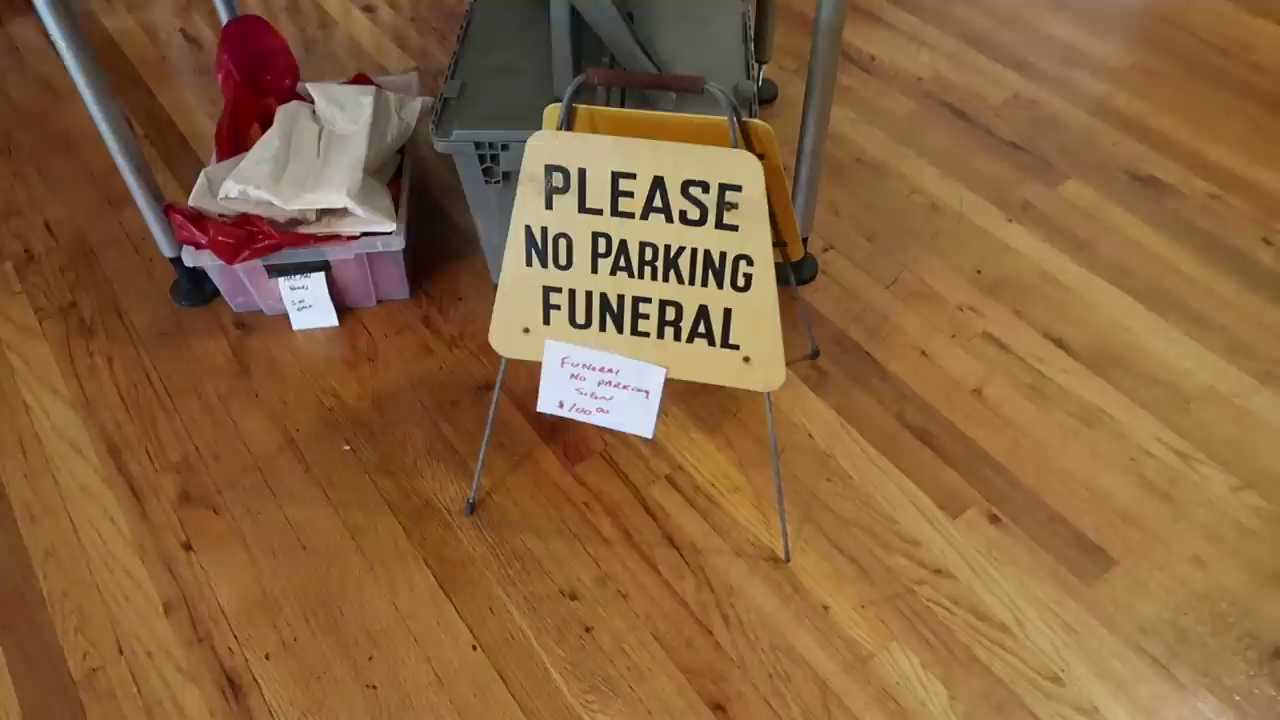 PLEASE
NO PARKING
FUNERAL
FUNERAL
NO PARKING
SIGN
$100.00